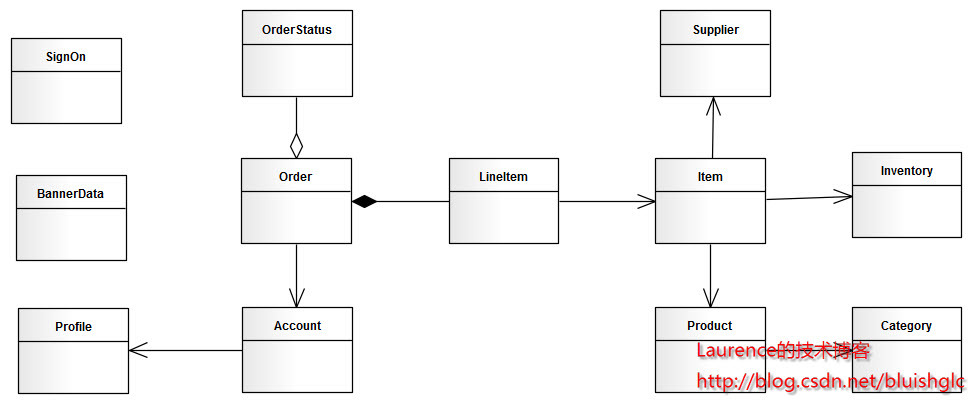 OrderStatus
Supplier
SignOn
Order
LineItem
Item
Inventory
BannerData
Profile
Account
Product
Category
Laurence的技术博客
http://blog.csdn.net/bluishglc